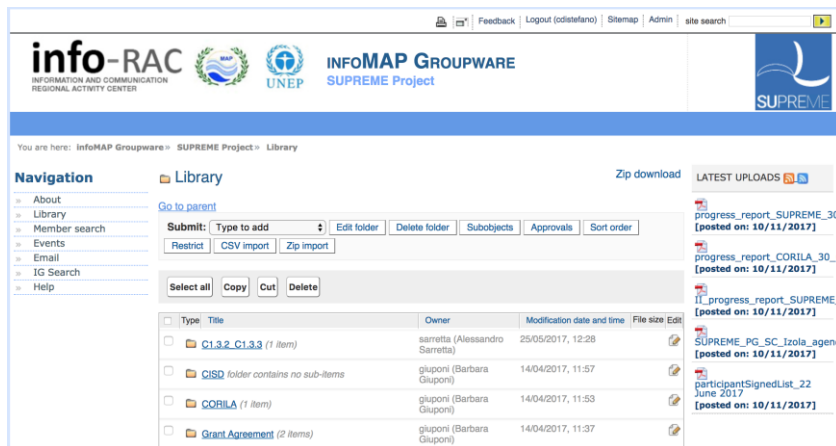 Feedback Logout (odistefano) Sitemap Admin site search
info-RAC
INFORMATION AND COMMUNICATION
REGIONAL ACTIVITY CENTER
MAP
UNEP
INFOMAP GROUPWARE
SUPREME Project
SUPREME
You are here: infoMAP Groupware» SUPREME Project» Library
Navigation
» About
» Library
» Member search
» Events
» Email
» IG Search
» Help
Library
Zip download
Go to parent
Submit: Type to add Edit folder Delete folder Subobjects Approvals Sort order
Restrict CSV import Zip import
Select all Copy Cut Delete
Type Title Owner Modification date and time File size Edit
C1.3.2_C1.3.3 (1 item) sarretta (Alessandro 25/05/2017, 12:28
Sarretta)
CISD folder contains no sub-items giuponi (Barbara 14/04/2017, 11:57
Giuponi)
CORILA (1 item) giuponi (Barbara 14/04/2017, 11:53
Giuponi)
Grant Agreement (2 items) giuponi (Barbara 14/04/2017, 11:37
Giuponi)
LATEST UPLOADS
progress_report_SUPREME_30
[posted on: 10/11/2017]
progress_report_CORILA_30_
[posted on: 10/11/2017]
II_progress_report_SUPREME_
[posted on: 10/11/2017]
SUPREME_PG_SC_Izola_agen
[posted on: 10/11/2017]
participantSignedList_22
June 2017
[posted on: 10/11/2017]